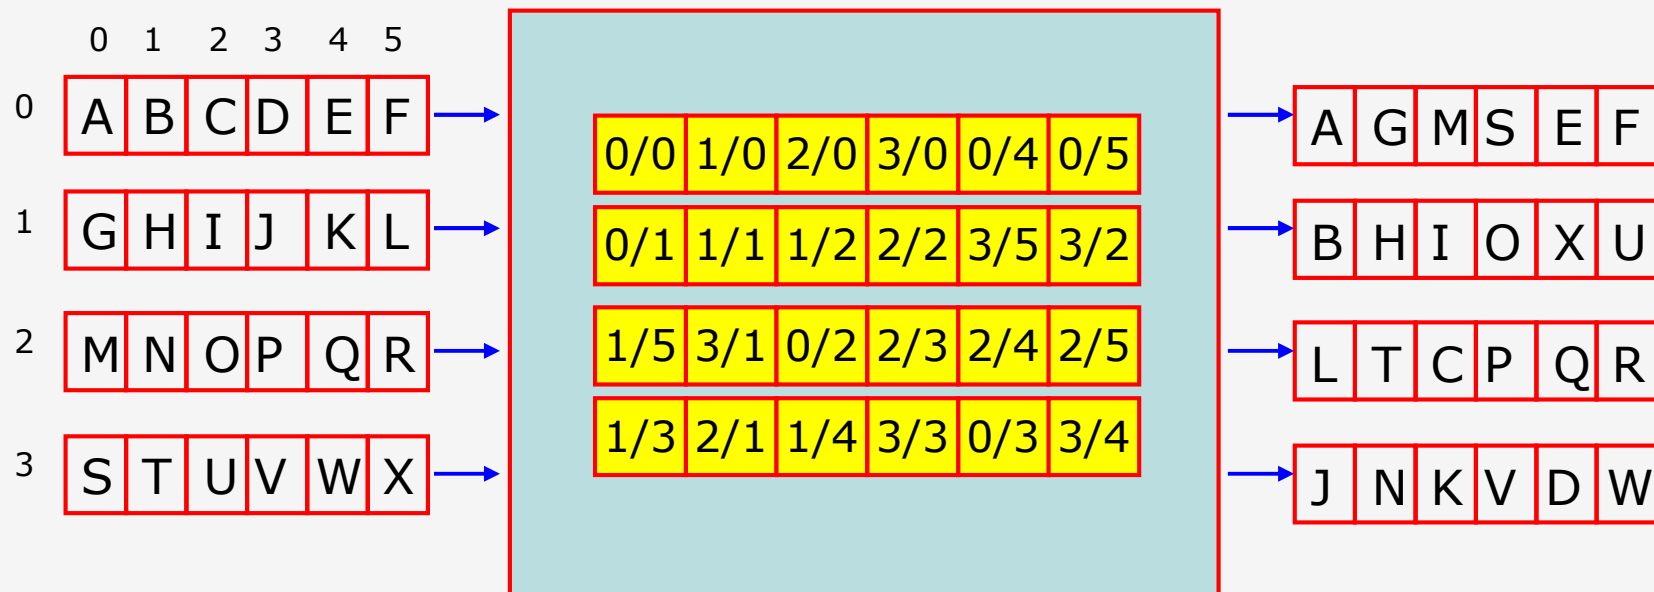 0 1 2 3 4 5
0 A B C D E F
1 G H I J K L
2 M N O P Q R
3 S T U V W X
0/0 1/0 2/0 3/0 0/4 0/5
0/1 1/1 1/2 2/2 3/5 3/2
1/5 3/1 0/2 2/3 2/4 2/5
1/3 2/1 1/4 3/3 0/3 3/4
A G M S E F
B H I O X U
L T C P Q R
J N K V D W